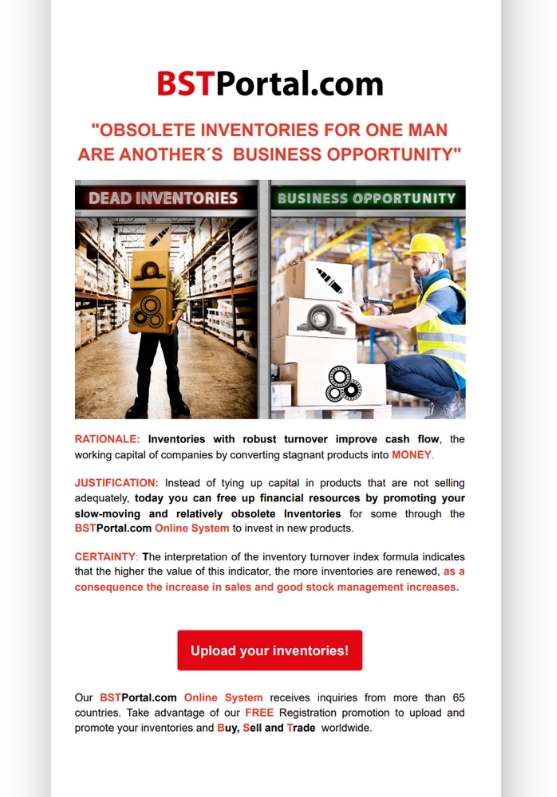 BSTPortal.com
"OBSOLETE INVENTORIES FOR ONE MAN
ARE ANOTHER´S BUSINESS OPPORTUNITY"
DEAD INVENTORIES
BUSINESS OPPORTUNITY
RATIONALE: Inventories with robust turnover improve cash flow, the
working capital of companies by converting stagnant products into MONEY.
JUSTIFICATION: Instead of tying up capital in products that are not selling
adequately, today you can free up financial resources by promoting your
slow-moving and relatively obsolete Inventories for some through the
BSTPortal.com Online System to invest in new products.
CERTAINTY: The interpretation of the inventory turnover index formula indicates
that the higher the value of this indicator, the more inventories are renewed, as a
consequence the increase in sales and good stock management increases.
Upload your inventories!
Our BSTPortal.com Online System receives inquiries from more than 65
countries. Take advantage of our FREE Registration promotion to upload and
promote your inventories and Buy, Sell and Trade worldwide.